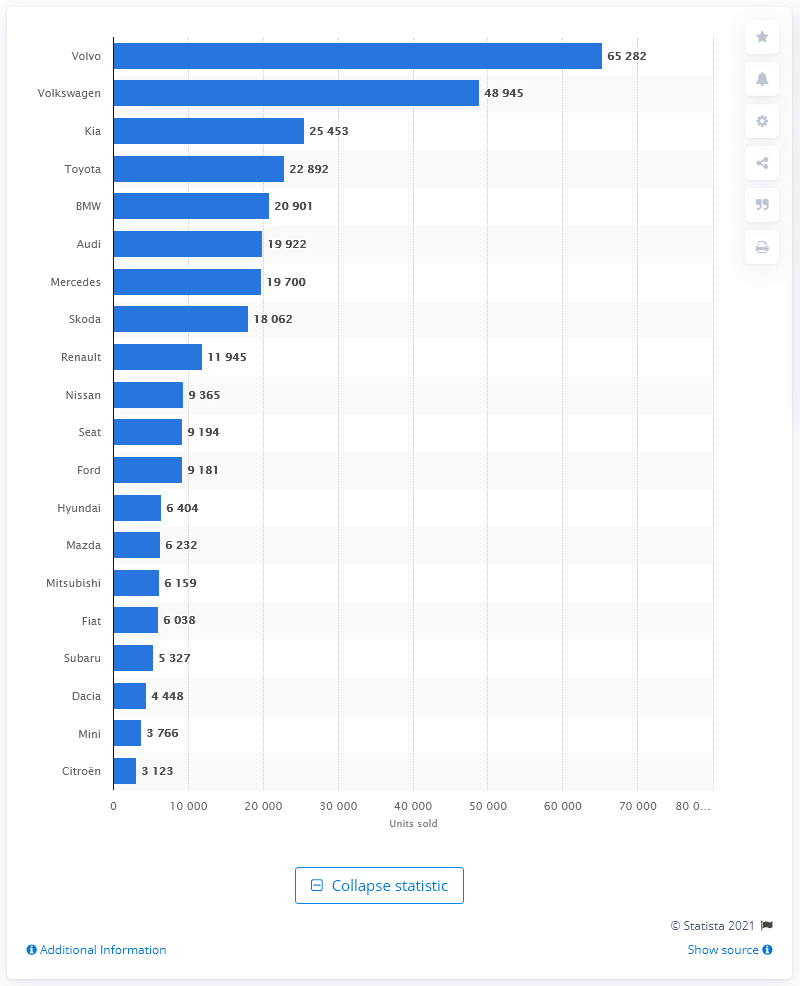 Volvo 65 282
Volkswagen 48 945
Kia 25 453
Toyota 22 892
BMW 20 901
Audi 19 922
Mercedes 19 700
Skoda 18 062
Renault 11 945
Nissan 9 365
Seat 9 194
Ford 9 181
Hyundai 6 404
Mazda 6 232
Mitsubishi 6 159
Fiat 6 038
Subaru 5 327
Dacia 4 448
Mini 3 766
Citroën 3 123
0 10 000 20 000 30 000 40 000 50 000 60 000 70 000 80 0…
Units sold
Collapse statistic
© Statista 2021
Additional Information Show source